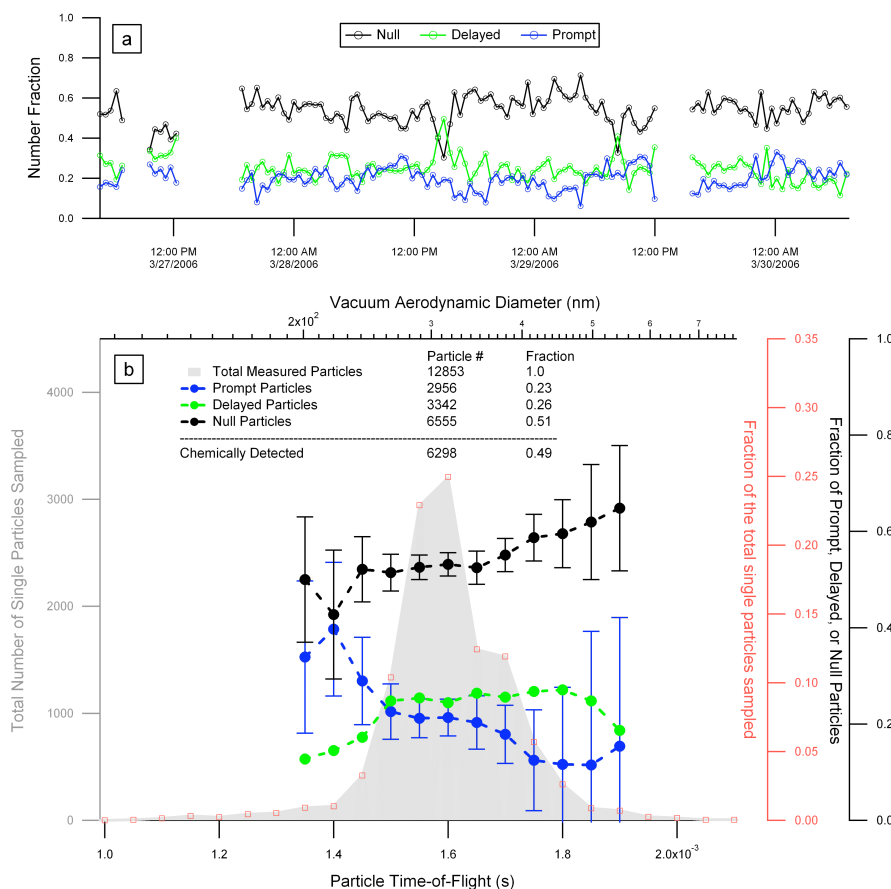 a
Null Delayed Prompt
1.0
0.8
0.6
0.4
0.2
0.0
Number Fraction
12:00 PM 12:00 AM 12:00 PM 12:00 AM 12:00 PM 12:00 AM
3/27/2006 3/28/2006 3/29/2006 3/30/2006
Vacuum Aerodynamic Diameter (nm)
2x10² 3 4 5 6 7
b
Particle # Fraction
Total Measured Particles 12853 1.0
Prompt Particles 2956 0.23
Delayed Particles 3342 0.26
Null Particles 6555 0.51
Chemically Detected 6298 0.49
4000
3000
2000
1000
0
Total Number of Single Particles Sampled
0.35
0.30
0.25
0.20
0.15
0.10
0.05
0.00
Fraction of the total single particles sampled
1.0
0.8
0.6
0.4
0.2
0.0
Fraction of Prompt, Delayed, or Null Particles
1.0 1.2 1.4 1.6 1.8 2.0x10⁻³
Particle Time-of-Flight (s)